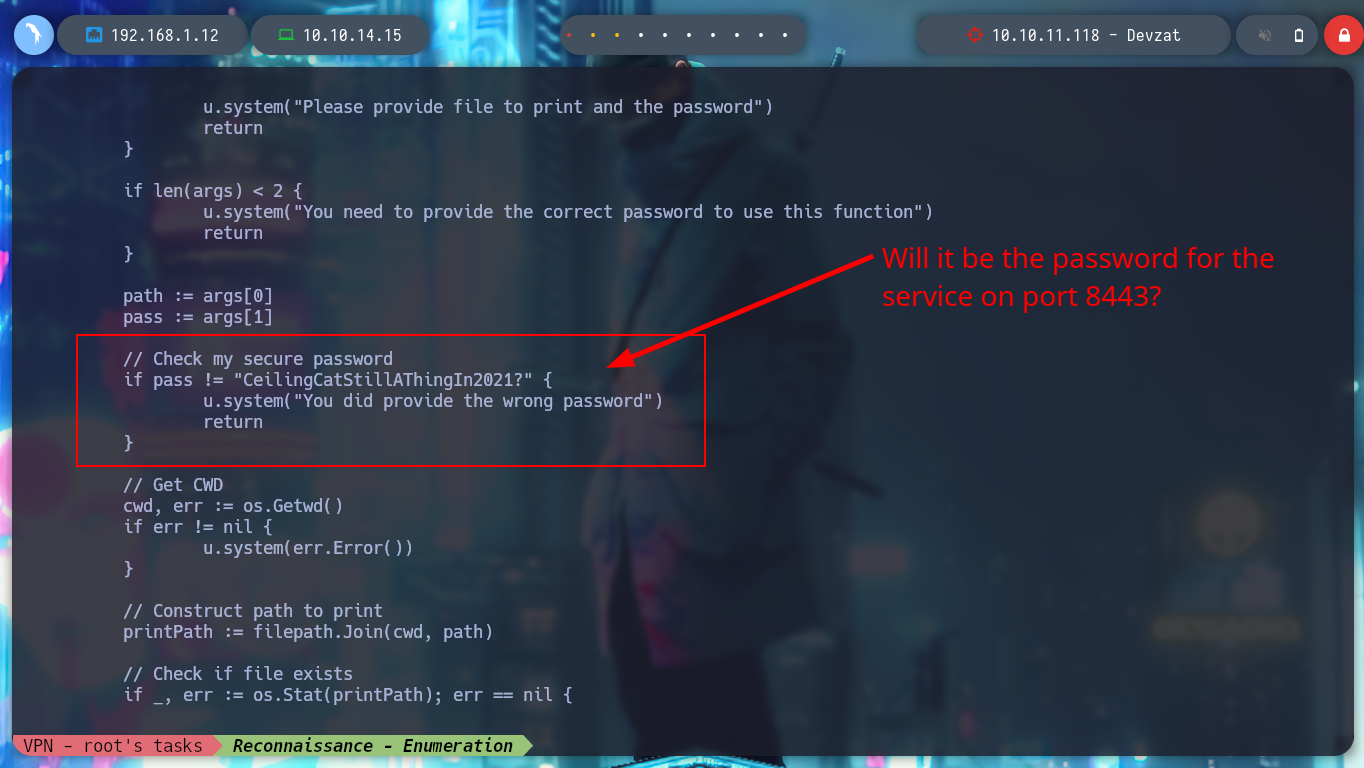 192.168.1.12
10.10.14.15
10.10.11.118 - Devzat
u.system("Please provide file to print and the password")
return
}
if len(args) < 2 {
u.system("You need to provide the correct password to use this function")
return
}
path := args[0]
pass := args[1]
// Check my secure password
if pass != "CeilingCatStillAThingIn2021?" {
u.system("You did provide the wrong password")
return
}
Will it be the password for the
service on port 8443?
// Get CWD
cwd, err := os.Getwd()
if err != nil {
u.system(err.Error())
}
// Construct path to print
printPath := filepath.Join(cwd, path)
// Check if file exists
if _, err := os.Stat(printPath); err == nil {
VPN - root's tasks
Reconnaissance - Enumeration